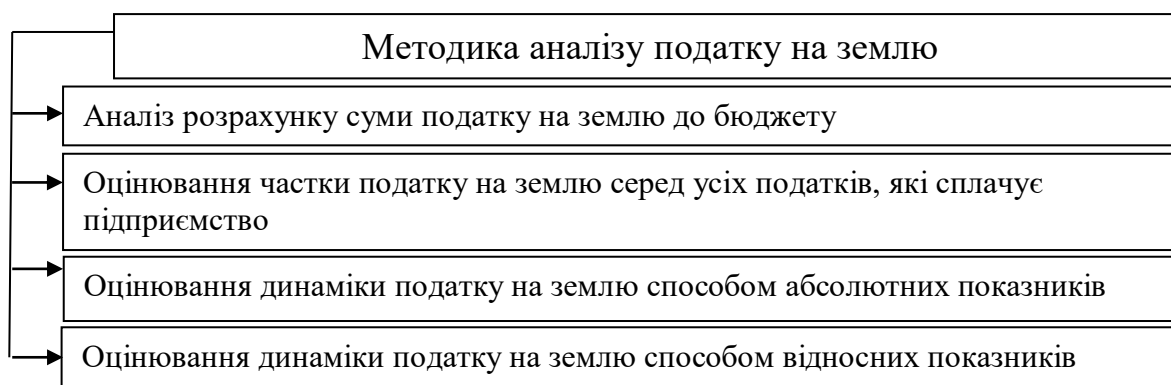 Методика аналізу податку на землю
Аналіз розрахунку суми податку на землю до бюджету
Оцінювання частки податку на землю серед усіх податків, які сплачує
підприємство
Оцінювання динаміки податку на землю способом абсолютних показників
Оцінювання динаміки податку на землю способом відносних показників